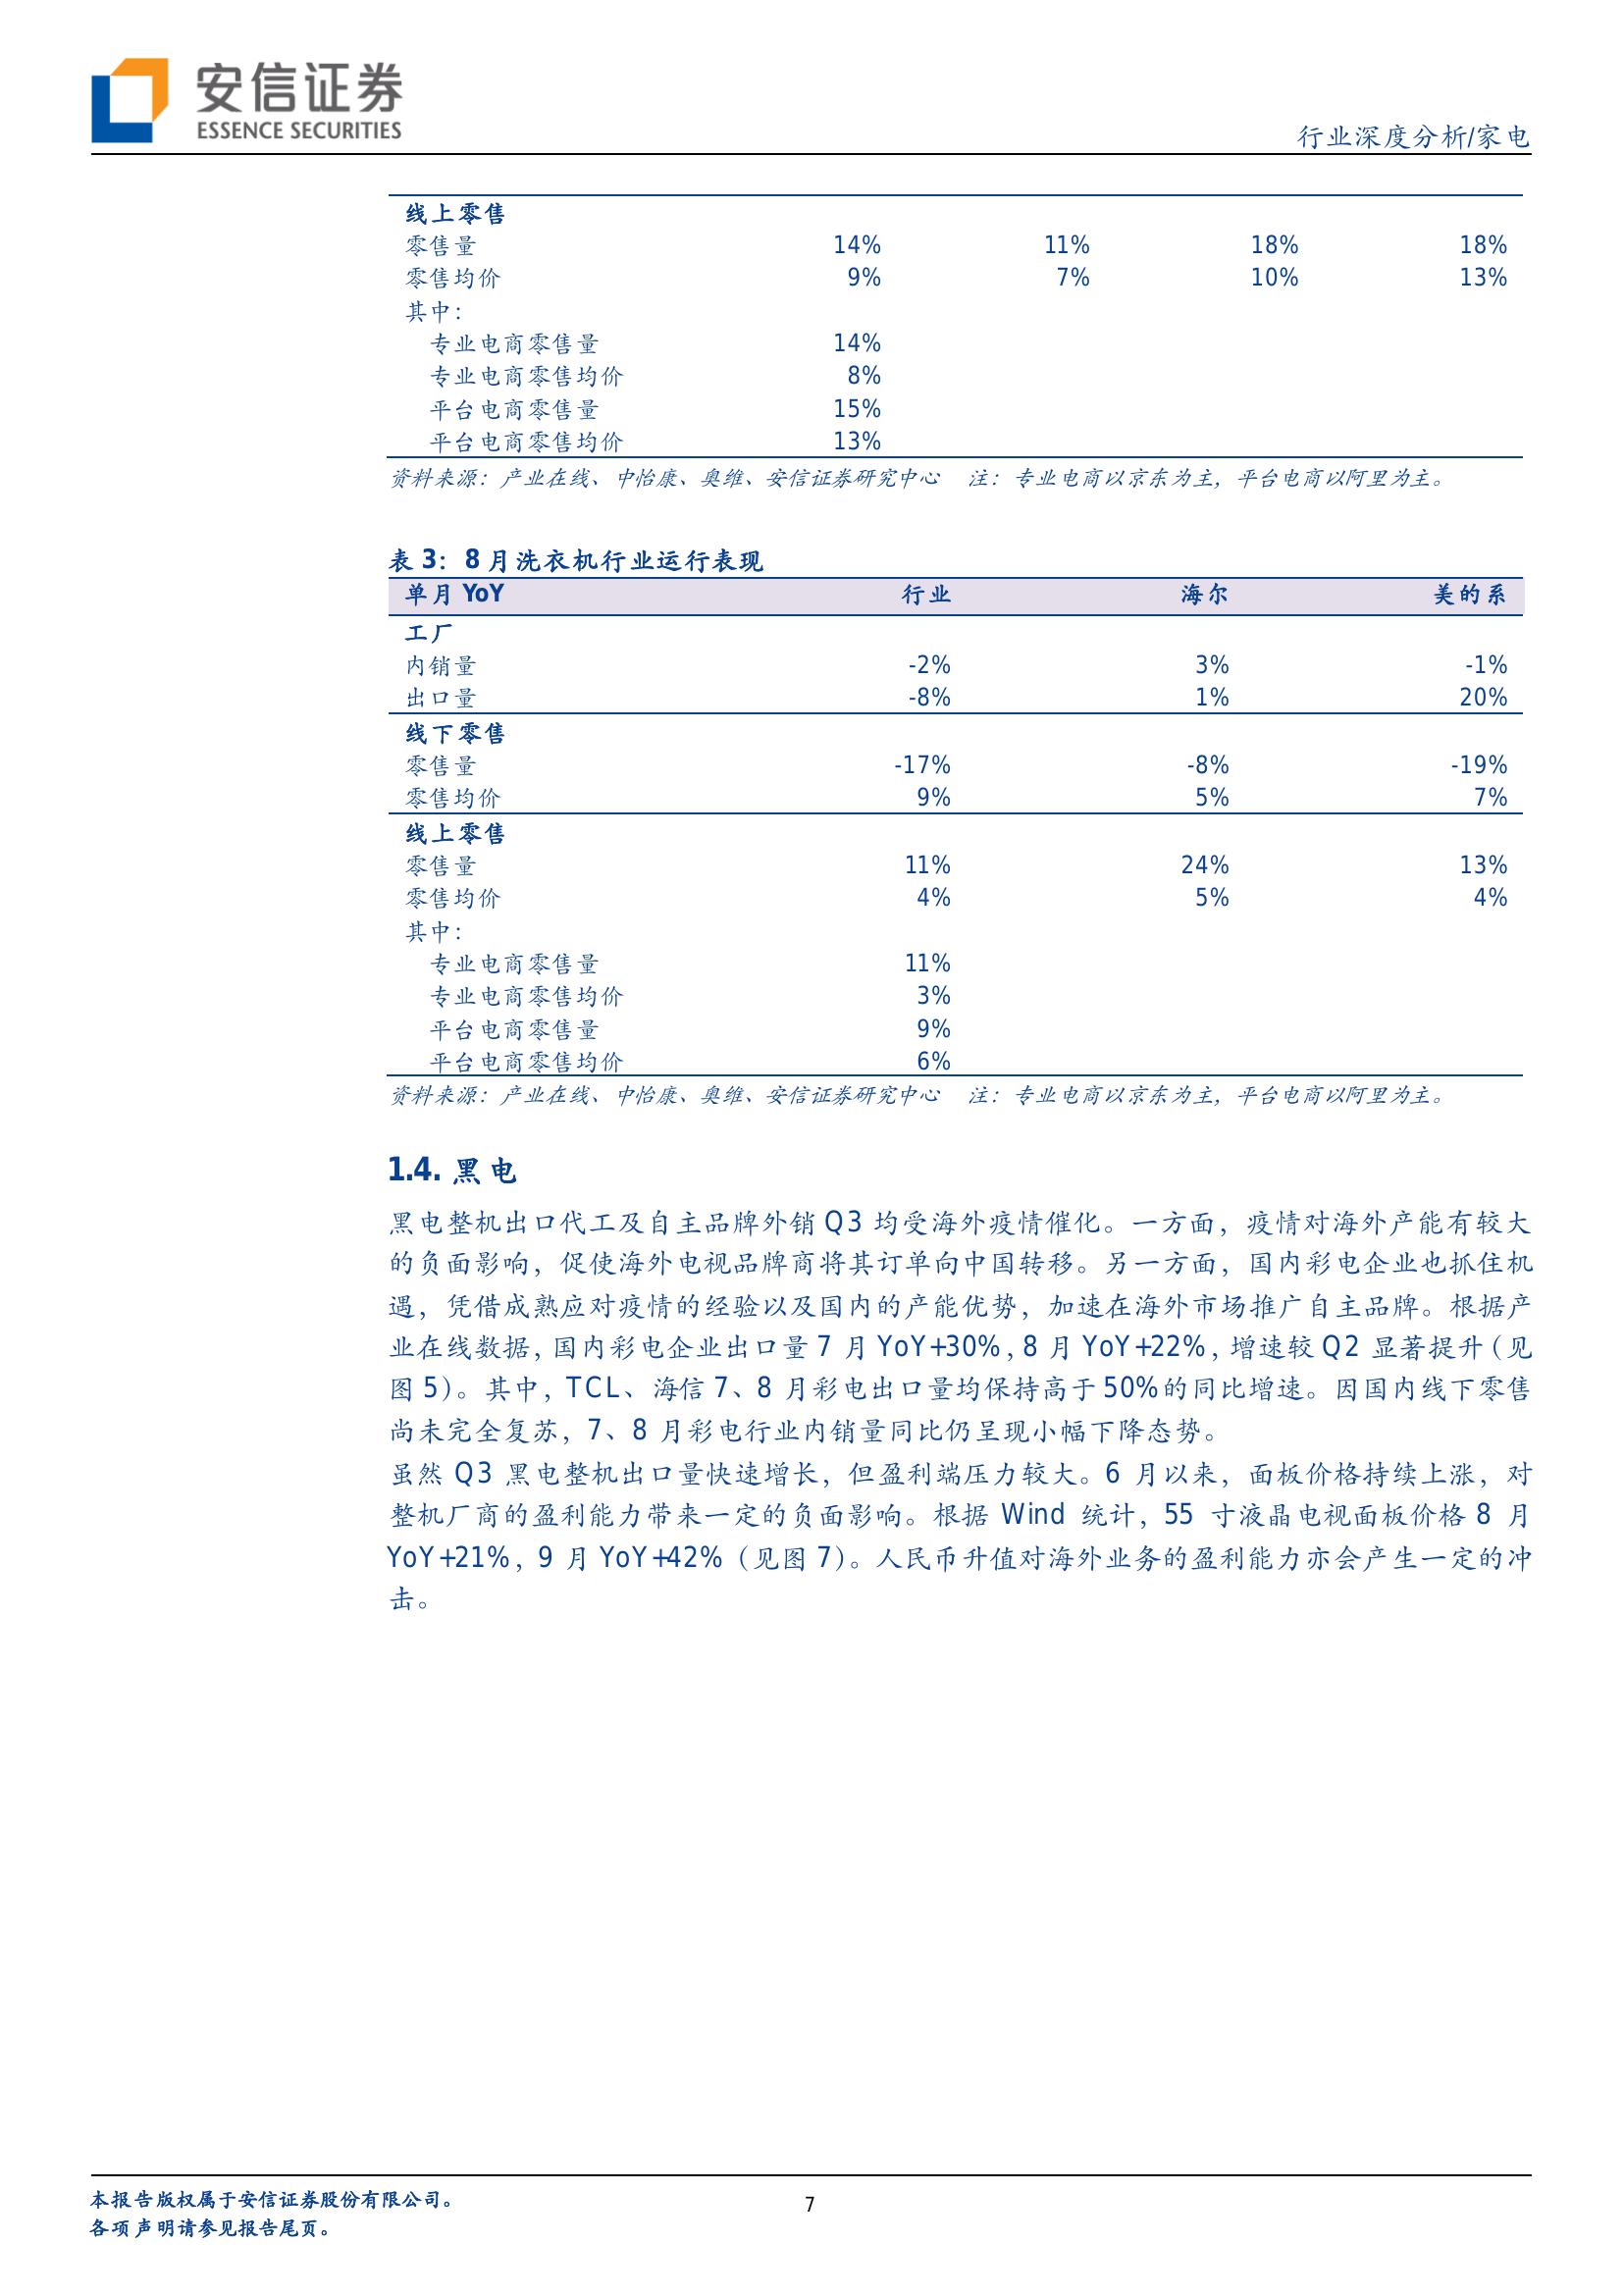 安信证券
ESSENCE SECURITIES
行业深度分析/家电
线上零售
零售量 14% 11% 18% 18%
零售均价 9% 7% 10% 13%
其中：
专业电商零售量 14%
专业电商零售均价 8%
平台电商零售量 15%
平台电商零售均价 13%
资料来源：产业在线、中怡康、奥维、安信证券研究中心 注：专业电商以京东为主，平台电商以阿里为主。
表 3：8 月洗衣机行业运行表现
单月 YoY 行业 海尔 美的系
工厂
内销量 -2% 3% -1%
出口量 -8% 1% 20%
线下零售
零售量 -17% -8% -19%
零售均价 9% 5% 7%
线上零售
零售量 11% 24% 13%
零售均价 4% 5% 4%
其中：
专业电商零售量 11%
专业电商零售均价 3%
平台电商零售量 9%
平台电商零售均价 6%
资料来源：产业在线、中怡康、奥维、安信证券研究中心 注：专业电商以京东为主，平台电商以阿里为主。
1.4. 黑电
黑电整机出口代工及自主品牌外销 Q3 均受海外疫情催化。一方面，疫情对海外产能有较大
的负面影响，促使海外电视品牌商将其订单向中国转移。另一方面，国内彩电企业也抓住机
遇，凭借成熟应对疫情的经验以及国内的产能优势，加速在海外市场推广自主品牌。根据产
业在线数据，国内彩电企业出口量 7 月 YoY+30%，8 月 YoY+22%，增速较 Q2 显著提升（见
图 5）。其中，TCL、海信 7、8 月彩电出口量均保持高于 50%的同比增速。因国内线下零售
尚未完全复苏，7、8 月彩电行业内销量同比仍呈现小幅下降态势。
虽然 Q3 黑电整机出口量快速增长，但盈利端压力较大。6 月以来，面板价格持续上涨，对
整机厂商的盈利能力带来一定的负面影响。根据 Wind 统计，55 寸液晶电视面板价格 8 月
YoY+21%，9 月 YoY+42%（见图 7）。人民币升值对海外业务的盈利能力亦会产生一定的冲
击。
本报告版权属于安信证券股份有限公司。
7
各项声明请参见报告尾页。